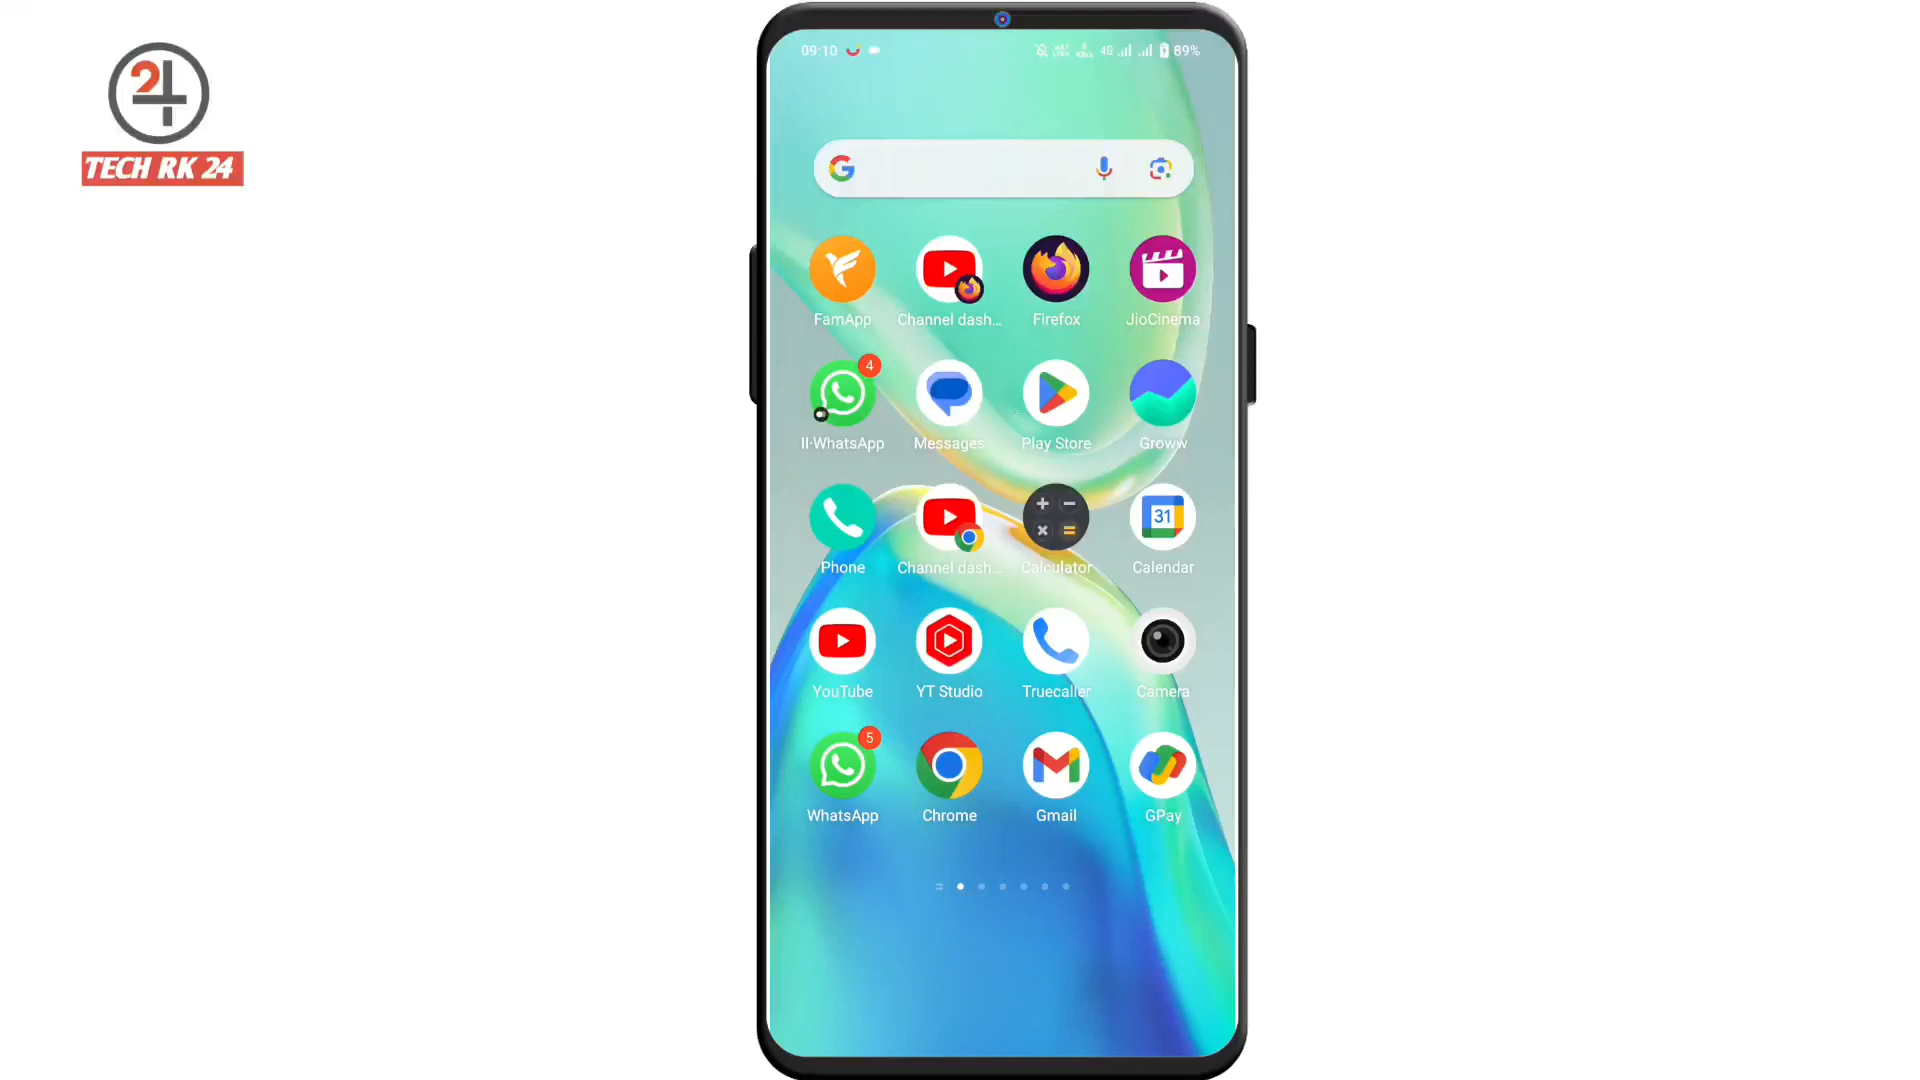 24
TECH RK 24
09:10 4G 89%
FamApp Channel dash... Firefox JioCinema
4
II·WhatsApp Messages Play Store Groww
31
Phone Channel dash... Calculator Calendar
YouTube YT Studio Truecaller Camera
5
WhatsApp Chrome Gmail GPay